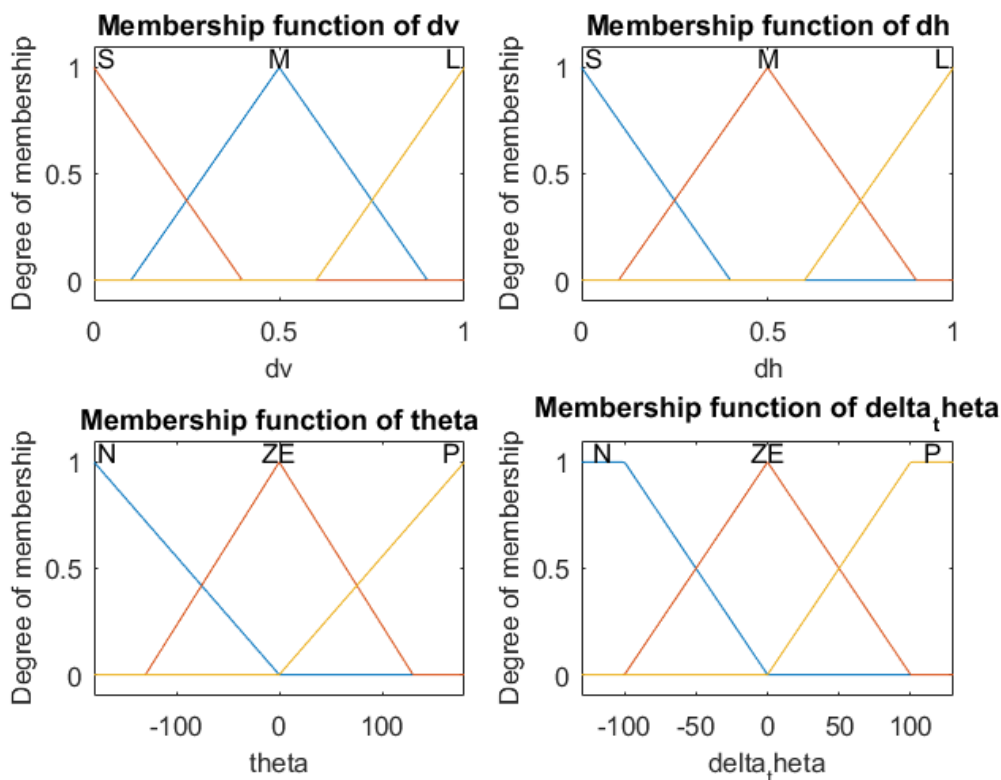 Membership function of dv
Degree of membership
S M L
1
0.5
0
0 0.5 1
dv
Membership function of dh
Degree of membership
S M L
1
0.5
0
0 0.5 1
dh
Membership function of theta
Degree of membership
N ZE P
1
0.5
0
-100 0 100
theta
Membership function of delta_theta
Degree of membership
N ZE P
1
0.5
0
-100 -50 0 50 100
delta_theta